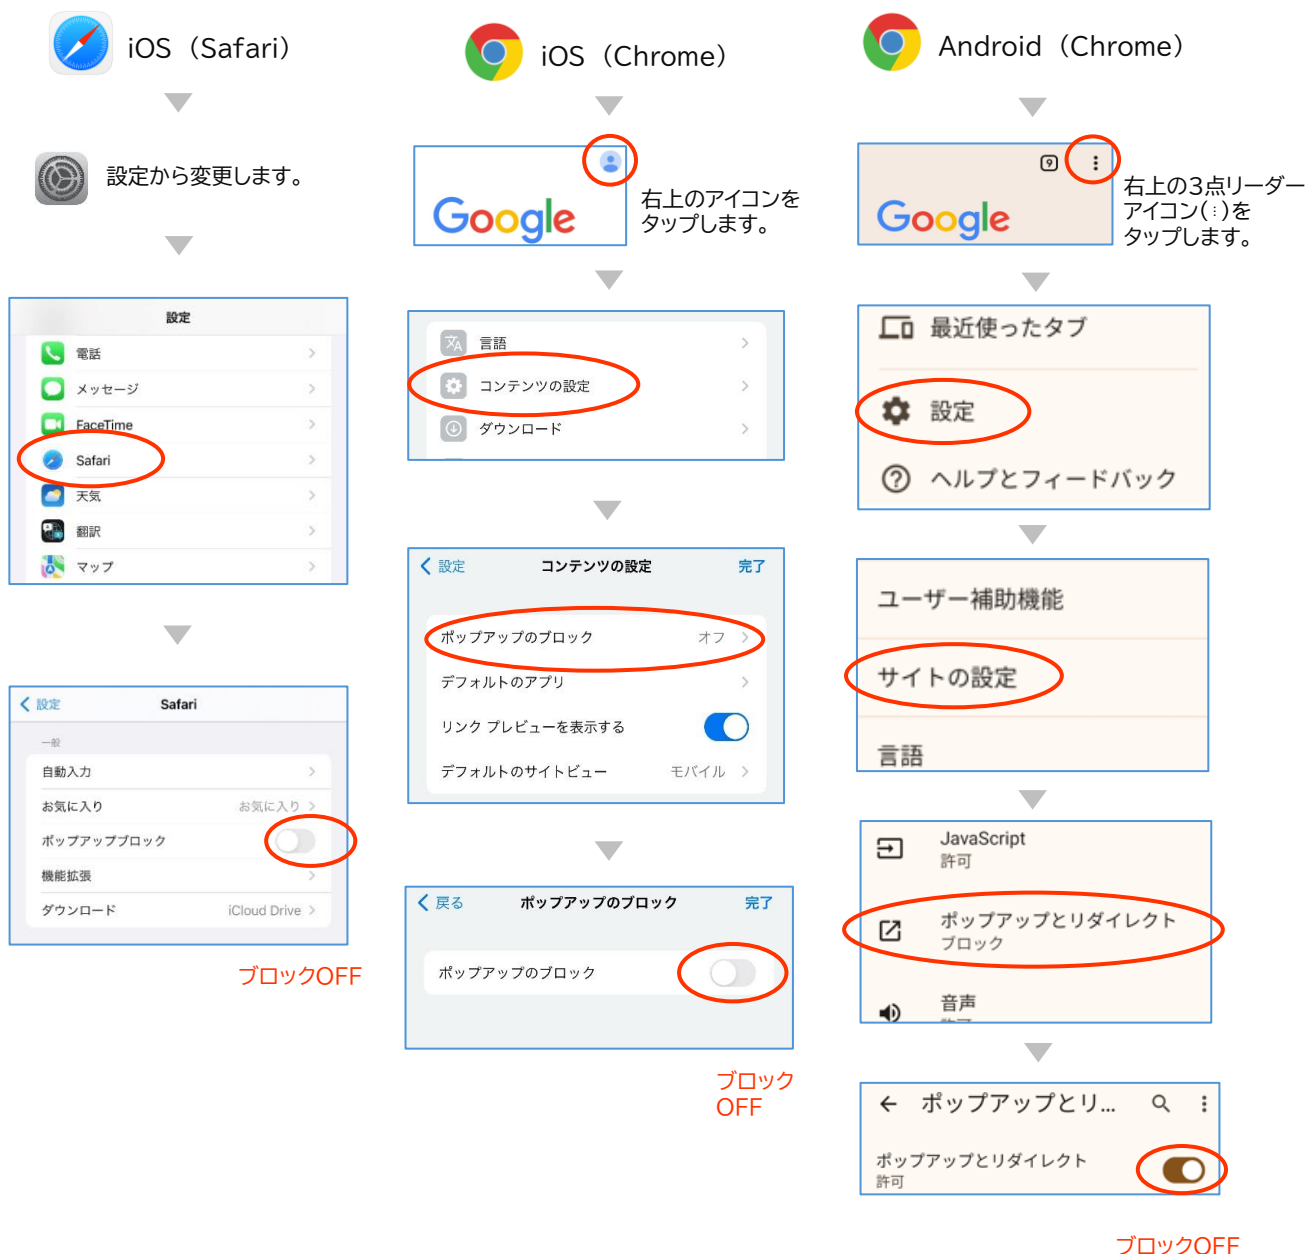 iOS（Safari）
設定から変更します。
設定
電話
メッセージ
FaceTime
Safari
天気
翻訳
マップ
設定
Safari
一般
自動入力
お気に入り お気に入り
ポップアップブロック
機能拡張
ダウンロード iCloud Drive
ブロックOFF
iOS（Chrome）
Google
右上のアイコンを
タップします。
言語
コンテンツの設定
ダウンロード
設定 コンテンツの設定 完了
ポップアップのブロック オフ
デフォルトのアプリ
リンク プレビューを表示する
デフォルトのサイトビュー モバイル
戻る ポップアップのブロック 完了
ポップアップのブロック
ブロック
OFF
Android（Chrome）
9
Google
右上の3点リーダー
アイコン(⋮)を
タップします。
最近使ったタブ
設定
ヘルプとフィードバック
ユーザー補助機能
サイトの設定
言語
JavaScript
許可
ポップアップとリダイレクト
ブロック
音声
ポップアップとリ...
ポップアップとリダイレクト
許可
ブロックOFF